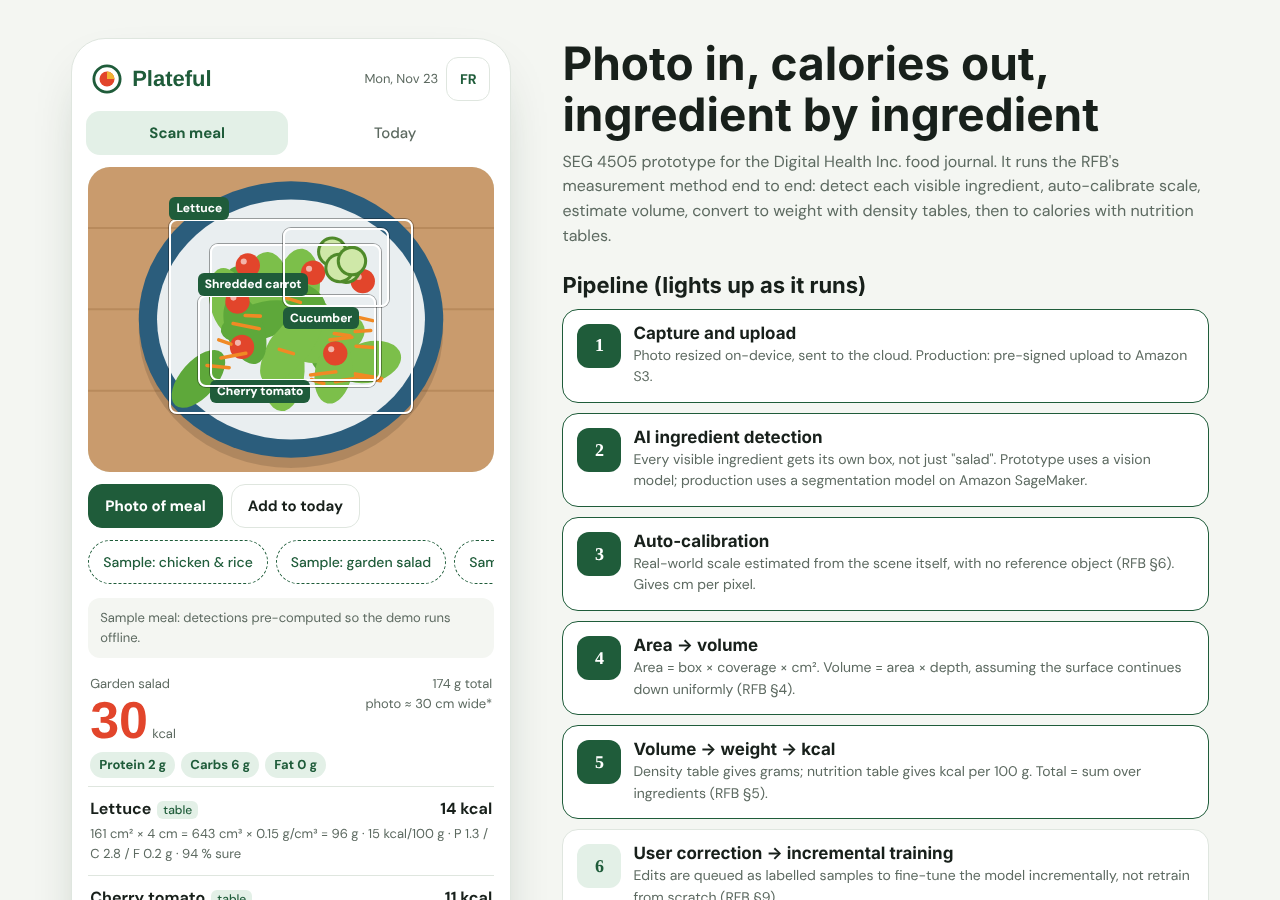 Plateful
Mon, Nov 23
FR
Scan meal
Today
Lettuce
Shredded carrot
Cucumber
Cherry tomato
Photo of meal
Add to today
Sample: chicken & rice
Sample: garden salad
Sam
Sample meal: detections pre-computed so the demo runs
offline.
Garden salad
174 g total
30 kcal
photo ≈ 30 cm wide*
Protein 2 g
Carbs 6 g
Fat 0 g
Lettuce table 14 kcal
161 cm² × 4 cm = 643 cm³ × 0.15 g/cm³ = 96 g · 15 kcal/100 g · P 1.3 /
C 2.8 / F 0.2 g · 94 % sure
Cherry tomato table 11 kcal
Photo in, calories out,
ingredient by ingredient
SEG 4505 prototype for the Digital Health Inc. food journal. It runs the RFB's
measurement method end to end: detect each visible ingredient, auto-calibrate scale,
estimate volume, convert to weight with density tables, then to calories with nutrition
tables.
Pipeline (lights up as it runs)
1
Capture and upload
Photo resized on-device, sent to the cloud. Production: pre-signed upload to Amazon
S3.
2
AI ingredient detection
Every visible ingredient gets its own box, not just "salad". Prototype uses a vision
model; production uses a segmentation model on Amazon SageMaker.
3
Auto-calibration
Real-world scale estimated from the scene itself, with no reference object (RFB §6).
Gives cm per pixel.
4
Area → volume
Area = box × coverage × cm². Volume = area × depth, assuming the surface continues
down uniformly (RFB §4).
5
Volume → weight → kcal
Density table gives grams; nutrition table gives kcal per 100 g. Total = sum over
ingredients (RFB §5).
6
User correction → incremental training
Edits are queued as labelled samples to fine-tune the model incrementally, not retrain
from scratch (RFB §9).